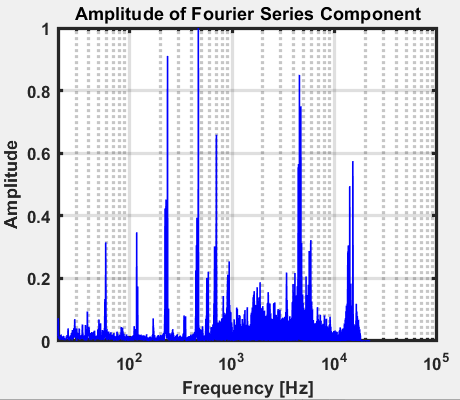 Amplitude of Fourier Series Component
1
0.8
0.6
0.4
0.2
0
Amplitude
10² 10³ 10⁴ 10⁵
Frequency [Hz]